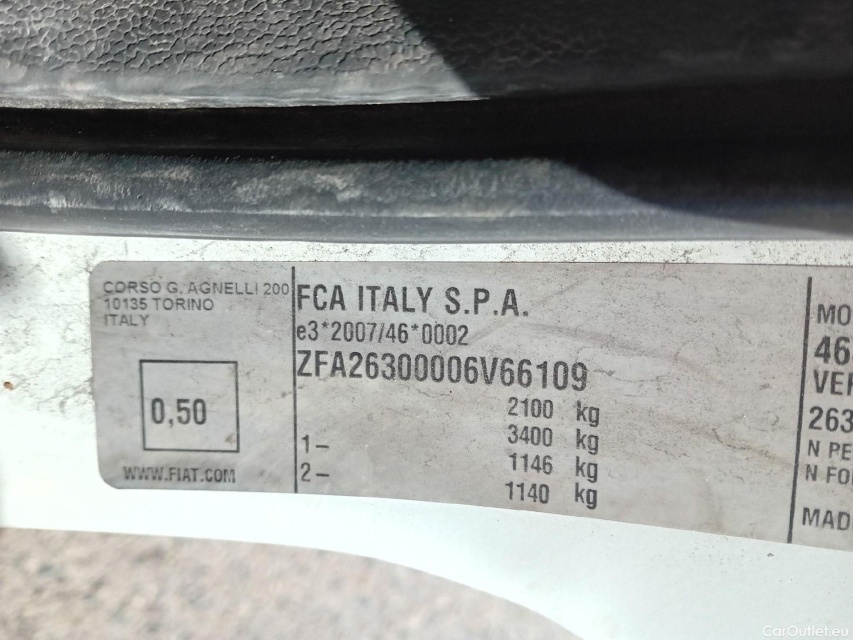 CORSO G. AGNELLI 200
10135 TORINO
ITALY
0,50
WWW.FIAT.COM
FCA ITALY S.P.A.
e3*2007/46*0002
ZFA26300006V66109
2100 kg
3400 kg
1– 1146 kg
2– 1140 kg
MO
46
VER
263
N PE
N FO
MAD
CarOutlet.eu